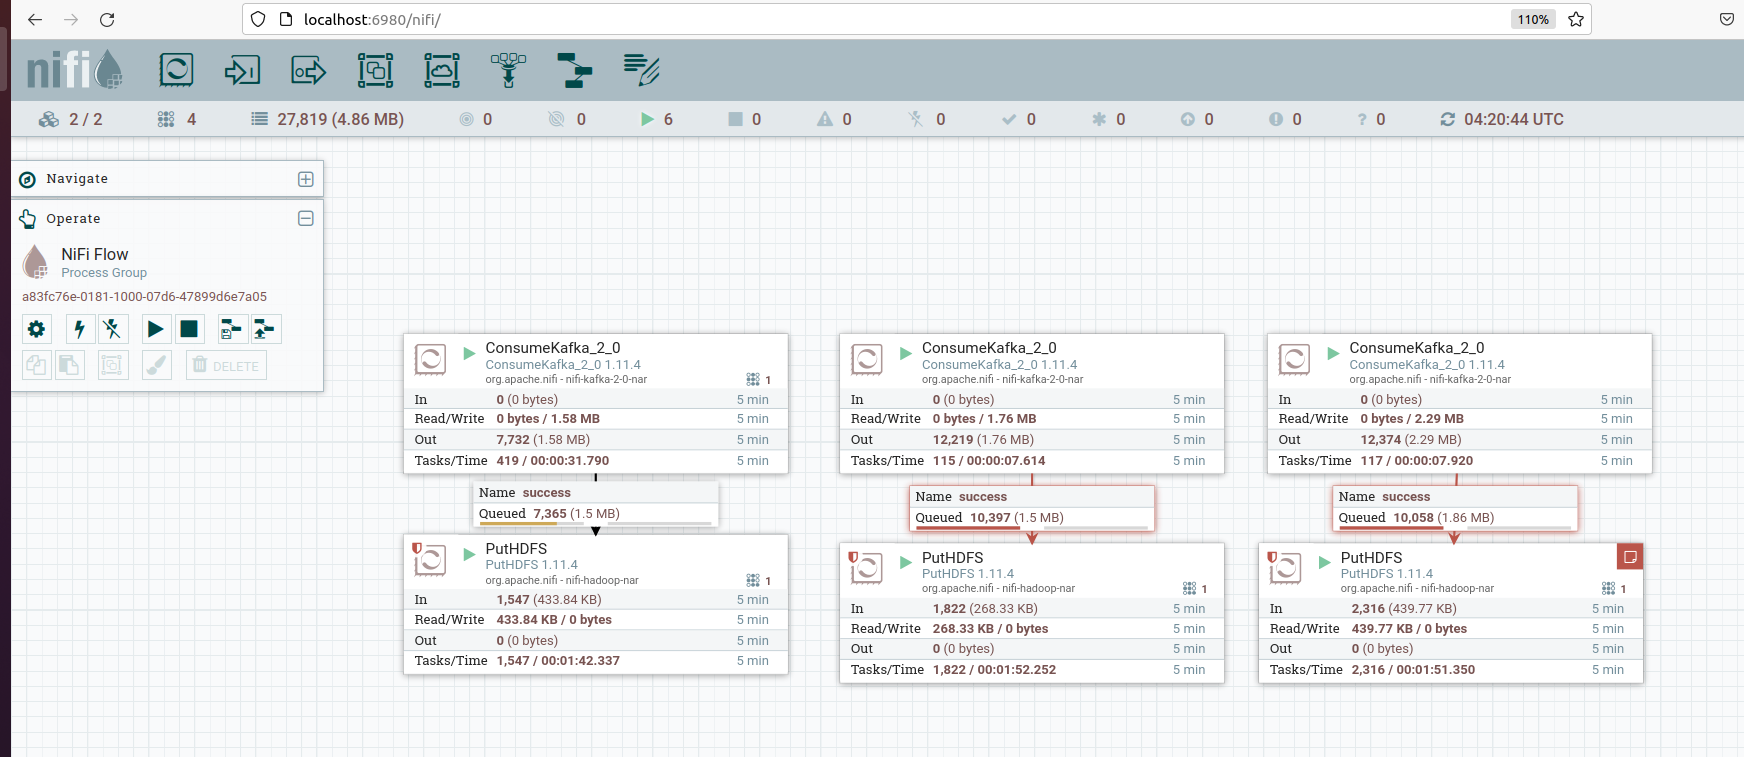 localhost:6980/nifi/
110%
nifi
2 / 2
4
27,819 (4.86 MB)
0
0
6
0
0
0
0
0
0
0
0
04:20:44 UTC
Navigate
Operate
NiFi Flow
Process Group
a83fc76e-0181-1000-07d6-47899d6e7a05
DELETE
ConsumeKafka_2_0
ConsumeKafka_2_0 1.11.4
org.apache.nifi - nifi-kafka-2-0-nar
1
In 0 (0 bytes) 5 min
Read/Write 0 bytes / 1.58 MB 5 min
Out 7,732 (1.58 MB) 5 min
Tasks/Time 419 / 00:00:31.790 5 min
Name success
Queued 7,365 (1.5 MB)
PutHDFS
PutHDFS 1.11.4
org.apache.nifi - nifi-hadoop-nar
1
In 1,547 (433.84 KB) 5 min
Read/Write 433.84 KB / 0 bytes 5 min
Out 0 (0 bytes) 5 min
Tasks/Time 1,547 / 00:01:42.337 5 min
ConsumeKafka_2_0
ConsumeKafka_2_0 1.11.4
org.apache.nifi - nifi-kafka-2-0-nar
In 0 (0 bytes) 5 min
Read/Write 0 bytes / 1.76 MB 5 min
Out 12,219 (1.76 MB) 5 min
Tasks/Time 115 / 00:00:07.614 5 min
Name success
Queued 10,397 (1.5 MB)
PutHDFS
PutHDFS 1.11.4
org.apache.nifi - nifi-hadoop-nar
1
In 1,822 (268.33 KB) 5 min
Read/Write 268.33 KB / 0 bytes 5 min
Out 0 (0 bytes) 5 min
Tasks/Time 1,822 / 00:01:52.252 5 min
ConsumeKafka_2_0
ConsumeKafka_2_0 1.11.4
org.apache.nifi - nifi-kafka-2-0-nar
In 0 (0 bytes) 5 min
Read/Write 0 bytes / 2.29 MB 5 min
Out 12,374 (2.29 MB) 5 min
Tasks/Time 117 / 00:00:07.920 5 min
Name success
Queued 10,058 (1.86 MB)
PutHDFS
PutHDFS 1.11.4
org.apache.nifi - nifi-hadoop-nar
1
In 2,316 (439.77 KB) 5 min
Read/Write 439.77 KB / 0 bytes 5 min
Out 0 (0 bytes) 5 min
Tasks/Time 2,316 / 00:01:51.350 5 min